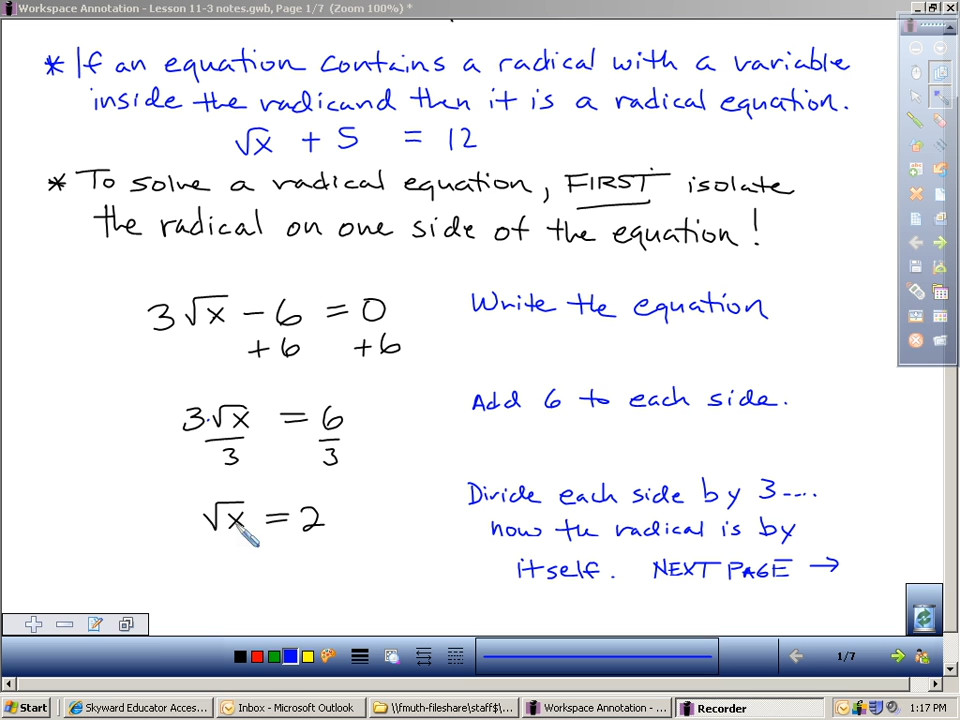 Workspace Annotation - Lesson 11-3 notes.gwb, Page 1/7 (Zoom 100%) *
* If an equation contains a radical with a variable
inside the radicand then it is a radical equation.
√x + 5 = 12
* To solve a radical equation, FIRST isolate
the radical on one side of the equation!
3√x - 6 = 0 Write the equation
+6 +6
3·√x = 6 Add 6 to each side.
3 3
Divide each side by 3....
√x = 2 now the radical is by
itself. NEXT PAGE →
1/7
Start Skyward Educator Acces... Inbox - Microsoft Outlook \\fmuth-fileshare\staff$\... Workspace Annotation - ... Recorder 1:17 PM